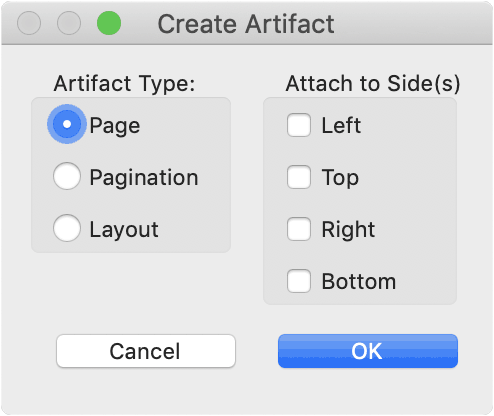 Create Artifact
Artifact Type:
Page
Pagination
Layout
Attach to Side(s)
Left
Top
Right
Bottom
Cancel
OK